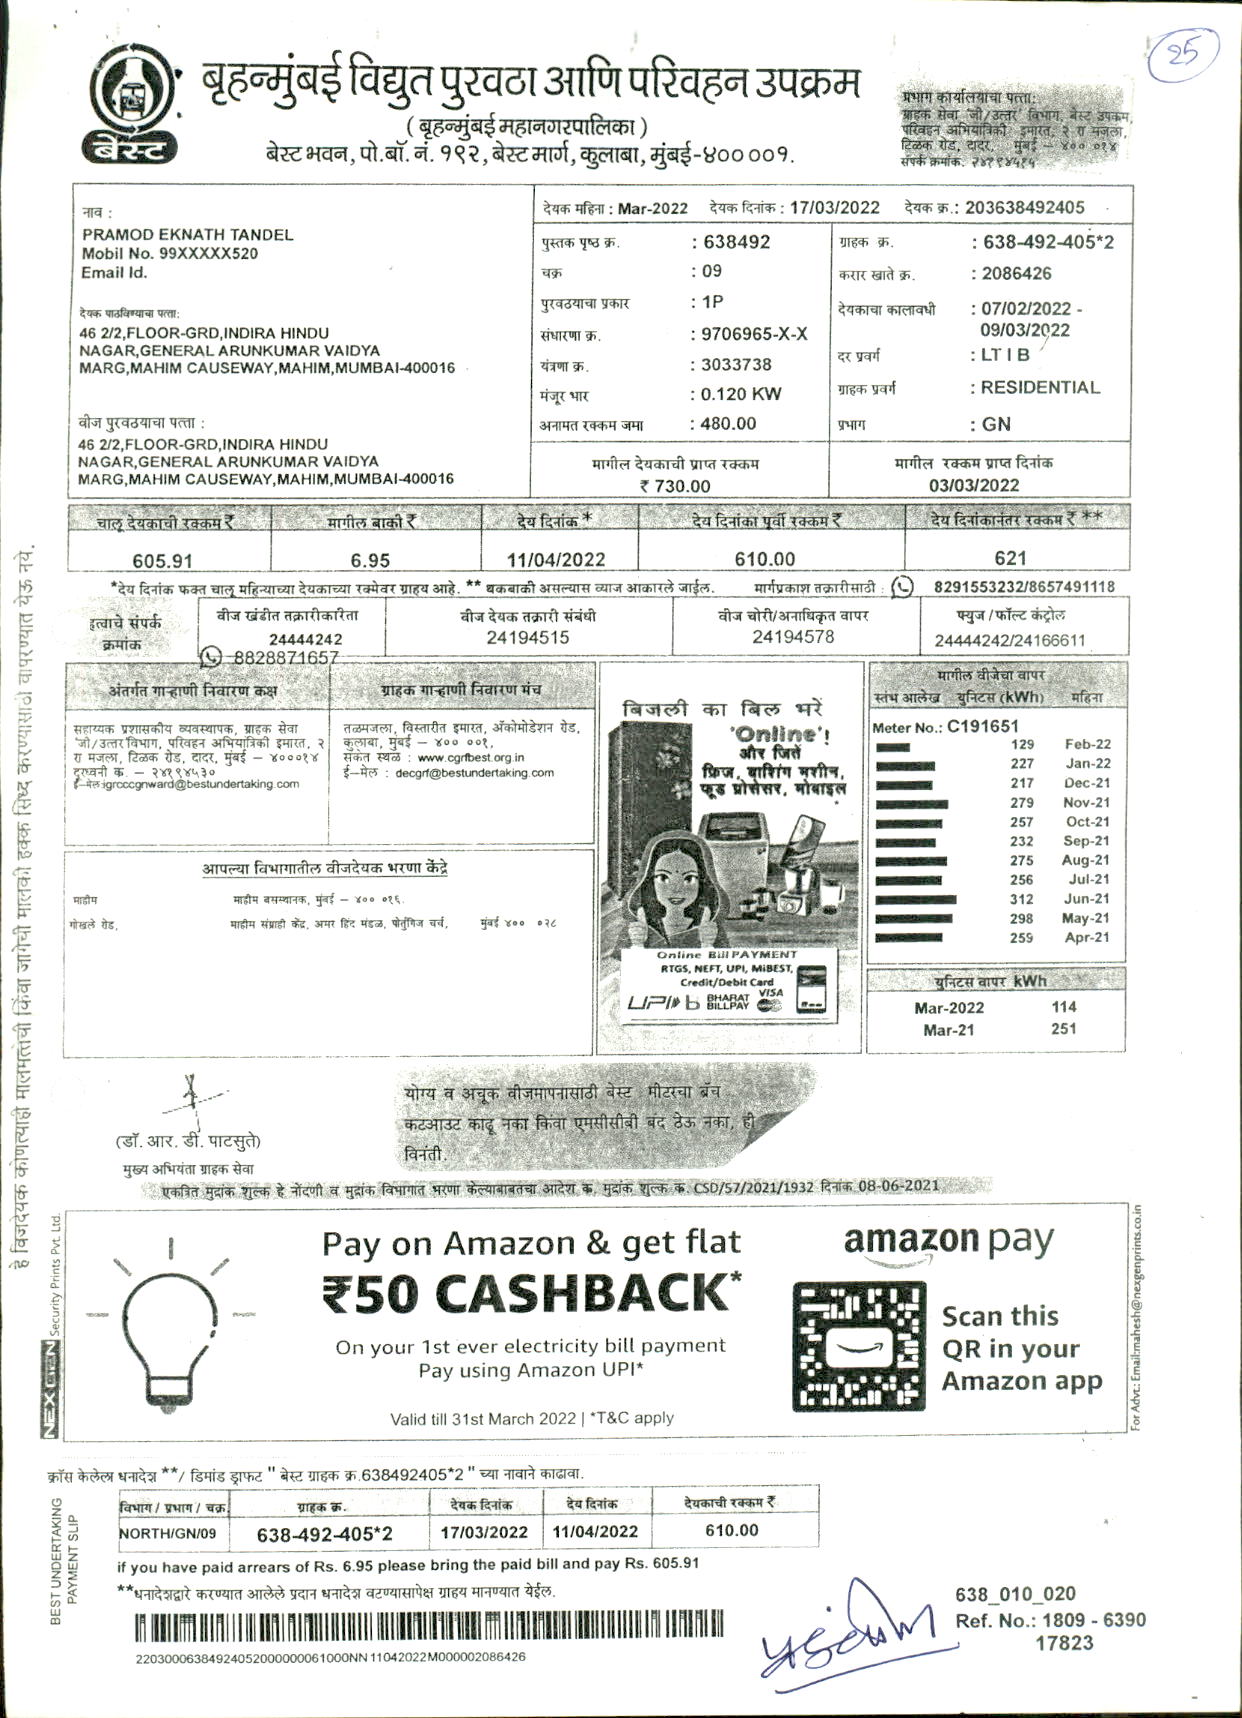 25
बृहन्मुंबई विद्युत पुरवठा आणि परिवहन उपक्रम
( बृहन्मुंबई महानगरपालिका )
बेस्ट भवन, पो.बॉ. नं. १९२, बेस्ट मार्ग, कुलाबा, मुंबई-४०० ००१.
बेस्ट
प्रभाग कार्यालयाचा पत्ता:
ग्राहक सेवा 'जी/उत्तर' विभाग, बेस्ट उपक्रम,
परिवहन अभियांत्रिकी इमारत, २ रा मजला,
टिळक रोड, दादर, मुंबई – ४०० ०१४
संपर्क क्रमांक: २४१९४५१५
नाव :
PRAMOD EKNATH TANDEL
Mobil No. 99XXXXX520
Email Id.
देयक पाठविण्याचा पत्ता:
46 2/2,FLOOR-GRD,INDIRA HINDU
NAGAR,GENERAL ARUNKUMAR VAIDYA
MARG,MAHIM CAUSEWAY,MAHIM,MUMBAI-400016
वीज पुरवठयाचा पत्ता :
46 2/2,FLOOR-GRD,INDIRA HINDU
NAGAR,GENERAL ARUNKUMAR VAIDYA
MARG,MAHIM CAUSEWAY,MAHIM,MUMBAI-400016
देयक महिना : Mar-2022 देयक दिनांक : 17/03/2022 देयक क्र.: 203638492405
पुस्तक पृष्ठ क्र. : 638492
चक्र : 09
पुरवठयाचा प्रकार : 1P
संधारणा क्र. : 9706965-X-X
यंत्रणा क्र. : 3033738
मंजूर भार : 0.120 KW
अनामत रक्कम जमा : 480.00
ग्राहक क्र. : 638-492-405*2
करार खाते क्र. : 2086426
देयकाचा कालावधी : 07/02/2022 -
09/03/2022
दर प्रवर्ग : LT I B
ग्राहक प्रवर्ग : RESIDENTIAL
प्रभाग : GN
मागील देयकाची प्राप्त रक्कम
₹ 730.00
मागील रक्कम प्राप्त दिनांक
03/03/2022
चालू देयकाची रक्कम ₹ मागील बाकी ₹ देय दिनांक * देय दिनांका पूर्वी रक्कम ₹ देय दिनांकानंतर रक्कम ₹ **
605.91 6.95 11/04/2022 610.00 621
*देय दिनांक फक्त चालू महिन्याच्या देयकाच्या रक्मेवर ग्राहय आहे. ** थकबाकी असल्यास व्याज आकारले जाईल. मार्गप्रकाश तक्रारीसाठी : 8291553232/8657491118
इत्वाचे संपर्क
क्रमांक
वीज खंडीत तक्रारीकरिता
24444242
8828871657
वीज देयक तक्रारी संबंधी
24194515
वीज चोरी/अनाधिकृत वापर
24194578
फ्युज/फॉल्ट कंट्रोल
24444242/24166611
अंतर्गत गाऱ्हाणी निवारण कक्ष
सहाय्यक प्रशासकीय व्यवस्थापक, ग्राहक सेवा
'जी/उत्तर विभाग, परिवहन अभियांत्रिकी इमारत, २
रा मजला, टिळक रोड, दादर, मुंबई – ४०००१४
दूरध्वनी क. – २४१९४५३०
ई–मेल:igrcccgnward@bestundertaking.com
ग्राहक गाऱ्हाणी निवारण मंच
तळमजला, विस्तारीत इमारत, ॲकोमोडेशन रोड,
कुलाबा, मुंबई – ४०० ००१,
संकेत स्थळ : www.cgrfbest.org.in
ई–मेल : decgrf@bestundertaking.com
आपल्या विभागातील वीजदेयक भरणा केंद्रे
माहीम माहीम बसस्थानक, मुंबई – ४०० ०१६.
गोखले रोड, माहीम संग्राही केंद्र, अमर हिंद मंडळ, पोर्तुगिज चर्च, मुंबई ४०० ०२८
बिजली का बिल भरें
'Online'!
और जितें
फ्रिज, वाशिंग मशीन,
फूड प्रोसेसर, मोबाइल
Online Bill PAYMENT
RTGS, NEFT, UPI, MiBEST,
Credit/Debit Card
UPI BHARAT BILLPAY VISA
मागील वीजेचा वापर
स्तंभ आलेख युनिटस (kWh) महिना
Meter No.: C191651
129 Feb-22
227 Jan-22
217 Dec-21
279 Nov-21
257 Oct-21
232 Sep-21
275 Aug-21
256 Jul-21
312 Jun-21
298 May-21
259 Apr-21
युनिटस वापर kWh
Mar-2022 114
Mar-21 251
हे विजदेयक कोणत्याही मालमत्तेची किंवा जागेची मालकी हक्क सिध्द करण्यासाठी वापरण्यात येऊ नये.
(डॉ. आर. डी. पाटसुते)
मुख्य अभियंता ग्राहक सेवा
योग्य व अचूक वीजमापनासाठी बेस्ट मीटरचा ब्रॅच
कटआउट काढू नका किंवा एमसीसीबी बंद ठेऊ नका, ही
विनंती.
एकत्रित मुद्रांक शुल्क हे नोंदणी व मुद्रांक विभागात भरणा केल्याबाबतचा आदेश क. मुद्रांक शुल्क क. CSD/57/2021/1932 दिनांक 08-06-2021
NEXGEN Security Prints Pvt. Ltd.
Pay on Amazon & get flat
₹50 CASHBACK*
On your 1st ever electricity bill payment
Pay using Amazon UPI*
Valid till 31st March 2022 | *T&C apply
amazon pay
Scan this
QR in your
Amazon app
For Advt.: Email:mahesh@nexgenprints.co.in
क्रॉस केलेला धनादेश **/ डिमांड ड्राफट " बेस्ट ग्राहक क्र.638492405*2 " च्या नावाने काढावा.
BEST UNDERTAKING
PAYMENT SLIP
विभाग / प्रभाग / चक्र. ग्राहक क्र. देयक दिनांक देय दिनांक देयकाची रक्कम ₹
NORTH/GN/09 638-492-405*2 17/03/2022 11/04/2022 610.00
if you have paid arrears of Rs. 6.95 please bring the paid bill and pay Rs. 605.91
**धनादेशद्वारे करण्यात आलेले प्रदान धनादेश वटण्यासापेक्ष ग्राहय मानण्यात येईल.
22030006384924052000000061000NN11042022M000002086426
638_010_020
Ref. No.: 1809 - 6390
17823